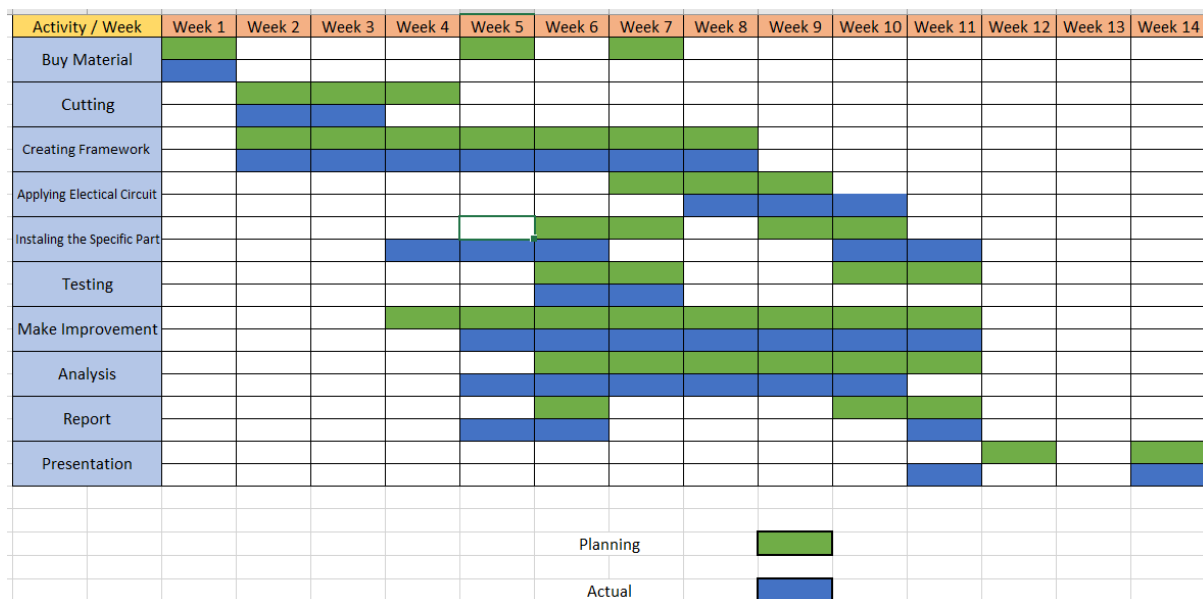 Activity / Week Week 1 Week 2 Week 3 Week 4 Week 5 Week 6 Week 7 Week 8 Week 9 Week 10 Week 11 Week 12 Week 13 Week 14
Buy Material
Cutting
Creating Framework
Applying Electical Circuit
Instaling the Specific Part
Testing
Make Improvement
Analysis
Report
Presentation
Planning
Actual